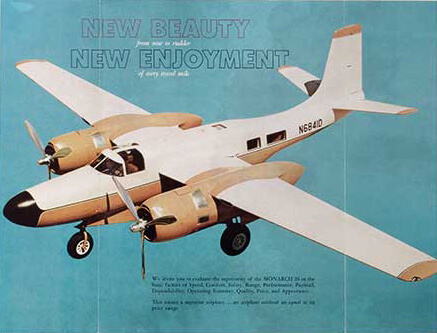 NEW BEAUTY
from nose to rudder
NEW ENJOYMENT
of every travel mile
N6841D
We invite you to evaluate the superiority of the MONARCH 26 in the
basic factors of Speed, Comfort, Safety, Range, Performance, Payload,
Dependability, Operating Economy, Quality, Price, and Appearance.
This means a superior airplane . . . an airplane without an equal in its
price range.